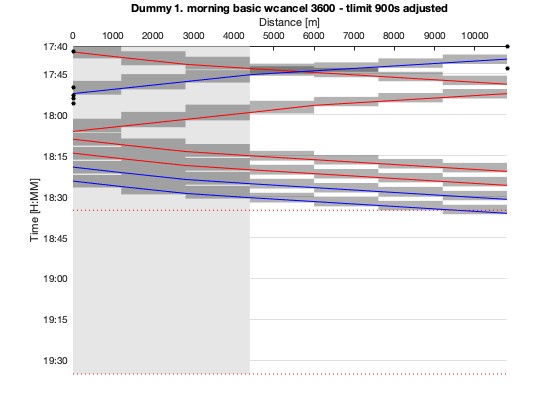 Dummy 1. morning basic wcancel 3600 - tlimit 900s adjusted
Distance [m]
0 1000 2000 3000 4000 5000 6000 7000 8000 9000 10000
17:40
17:45
18:00
18:15
18:30
18:45
19:00
19:15
19:30
Time [H:MM]